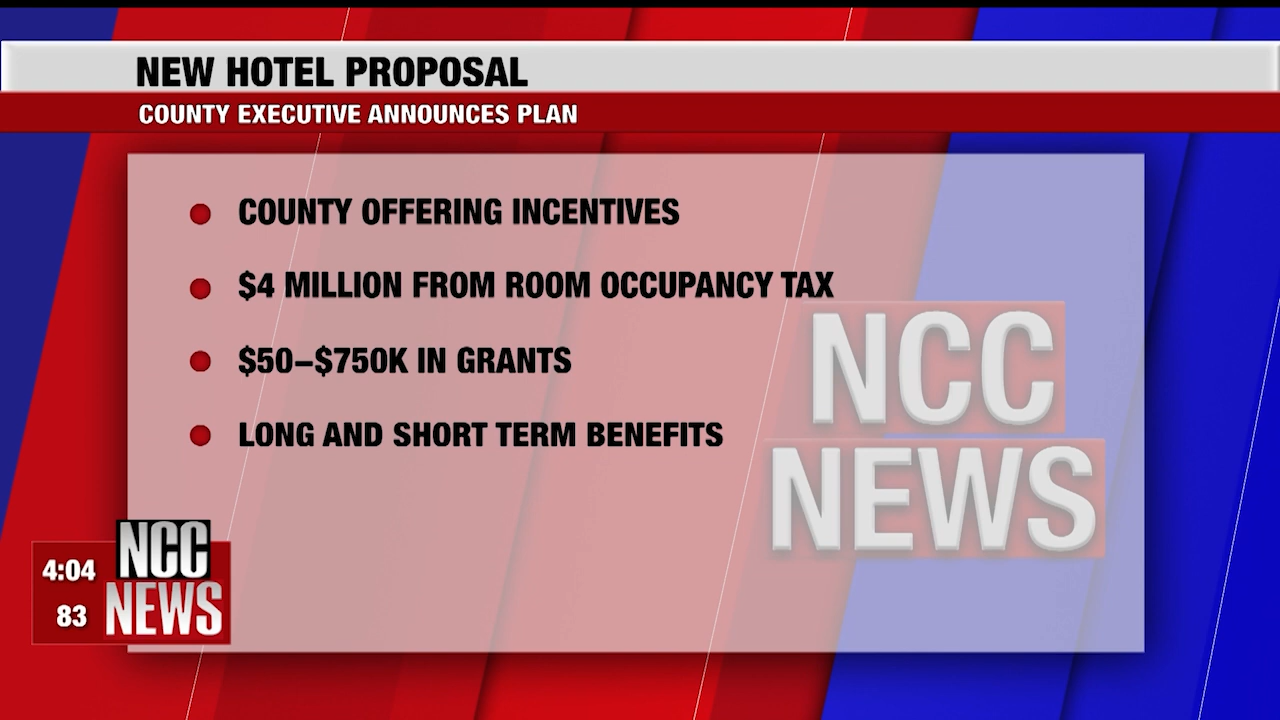 NEW HOTEL PROPOSAL
COUNTY EXECUTIVE ANNOUNCES PLAN
COUNTY OFFERING INCENTIVES
$4 MILLION FROM ROOM OCCUPANCY TAX
$50–$750K IN GRANTS
LONG AND SHORT TERM BENEFITS
NCC
NEWS
4:04
83
NCC
NEWS